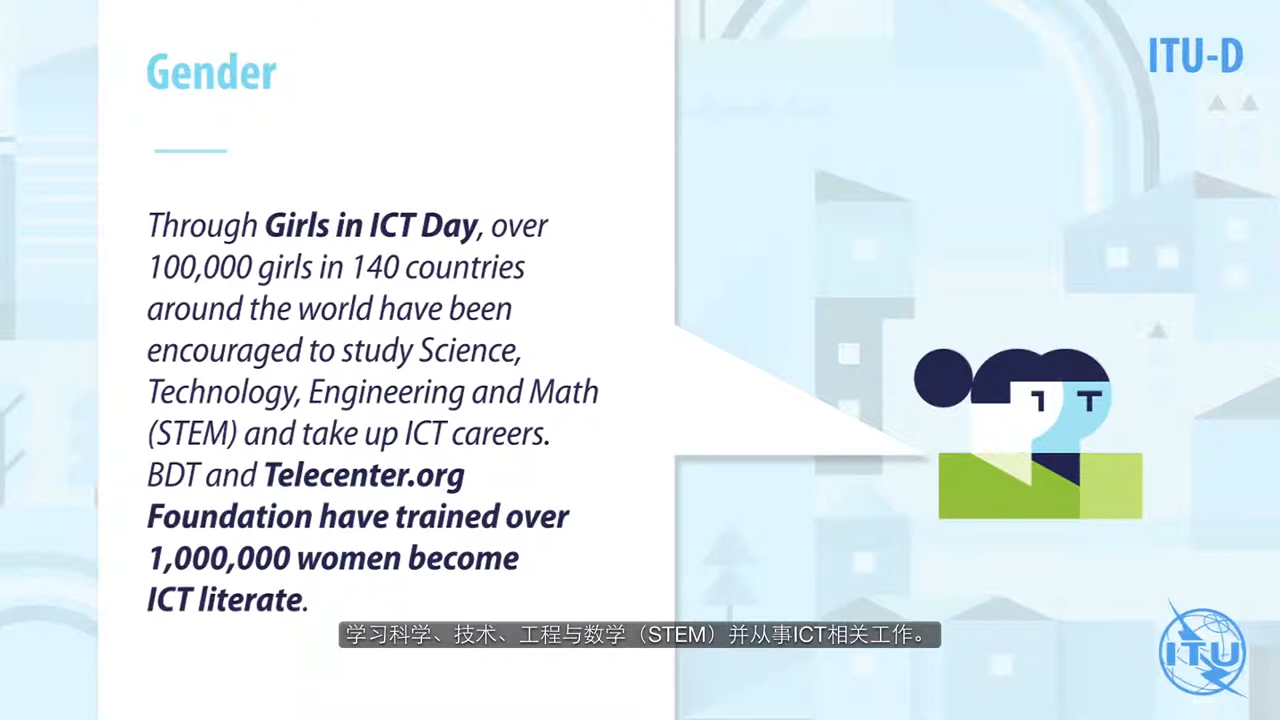 Gender
ITU-D
Through Girls in ICT Day, over
100,000 girls in 140 countries
around the world have been
encouraged to study Science,
Technology, Engineering and Math
(STEM) and take up ICT careers.
BDT and Telecenter.org
Foundation have trained over
1,000,000 women become
ICT literate.
学习科学、技术、工程与数学（STEM）并从事ICT相关工作。
ITU